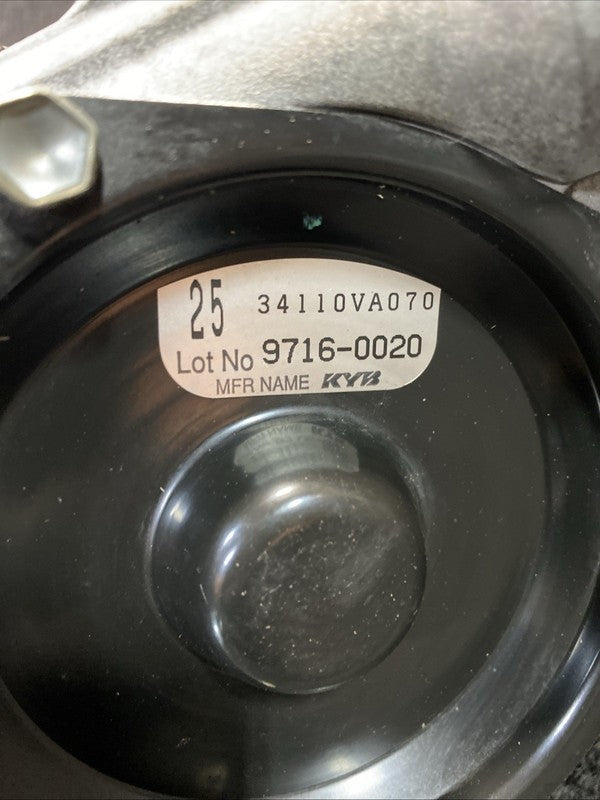 25 34110VA070
Lot No 9716-0020
MFR NAME KYB